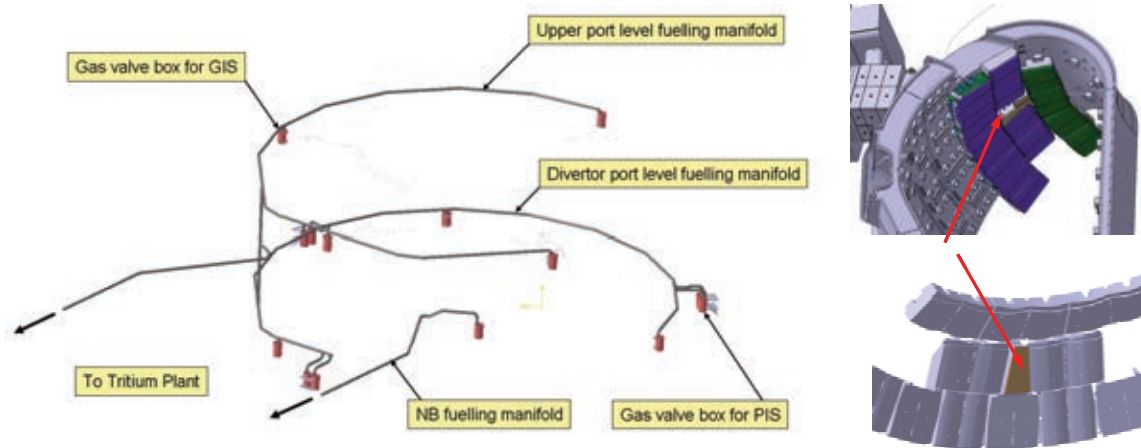 Upper port level fuelling manifold
Gas valve box for GIS
Divertor port level fuelling manifold
To Tritium Plant
NB fuelling manifold
Gas valve box for PIS